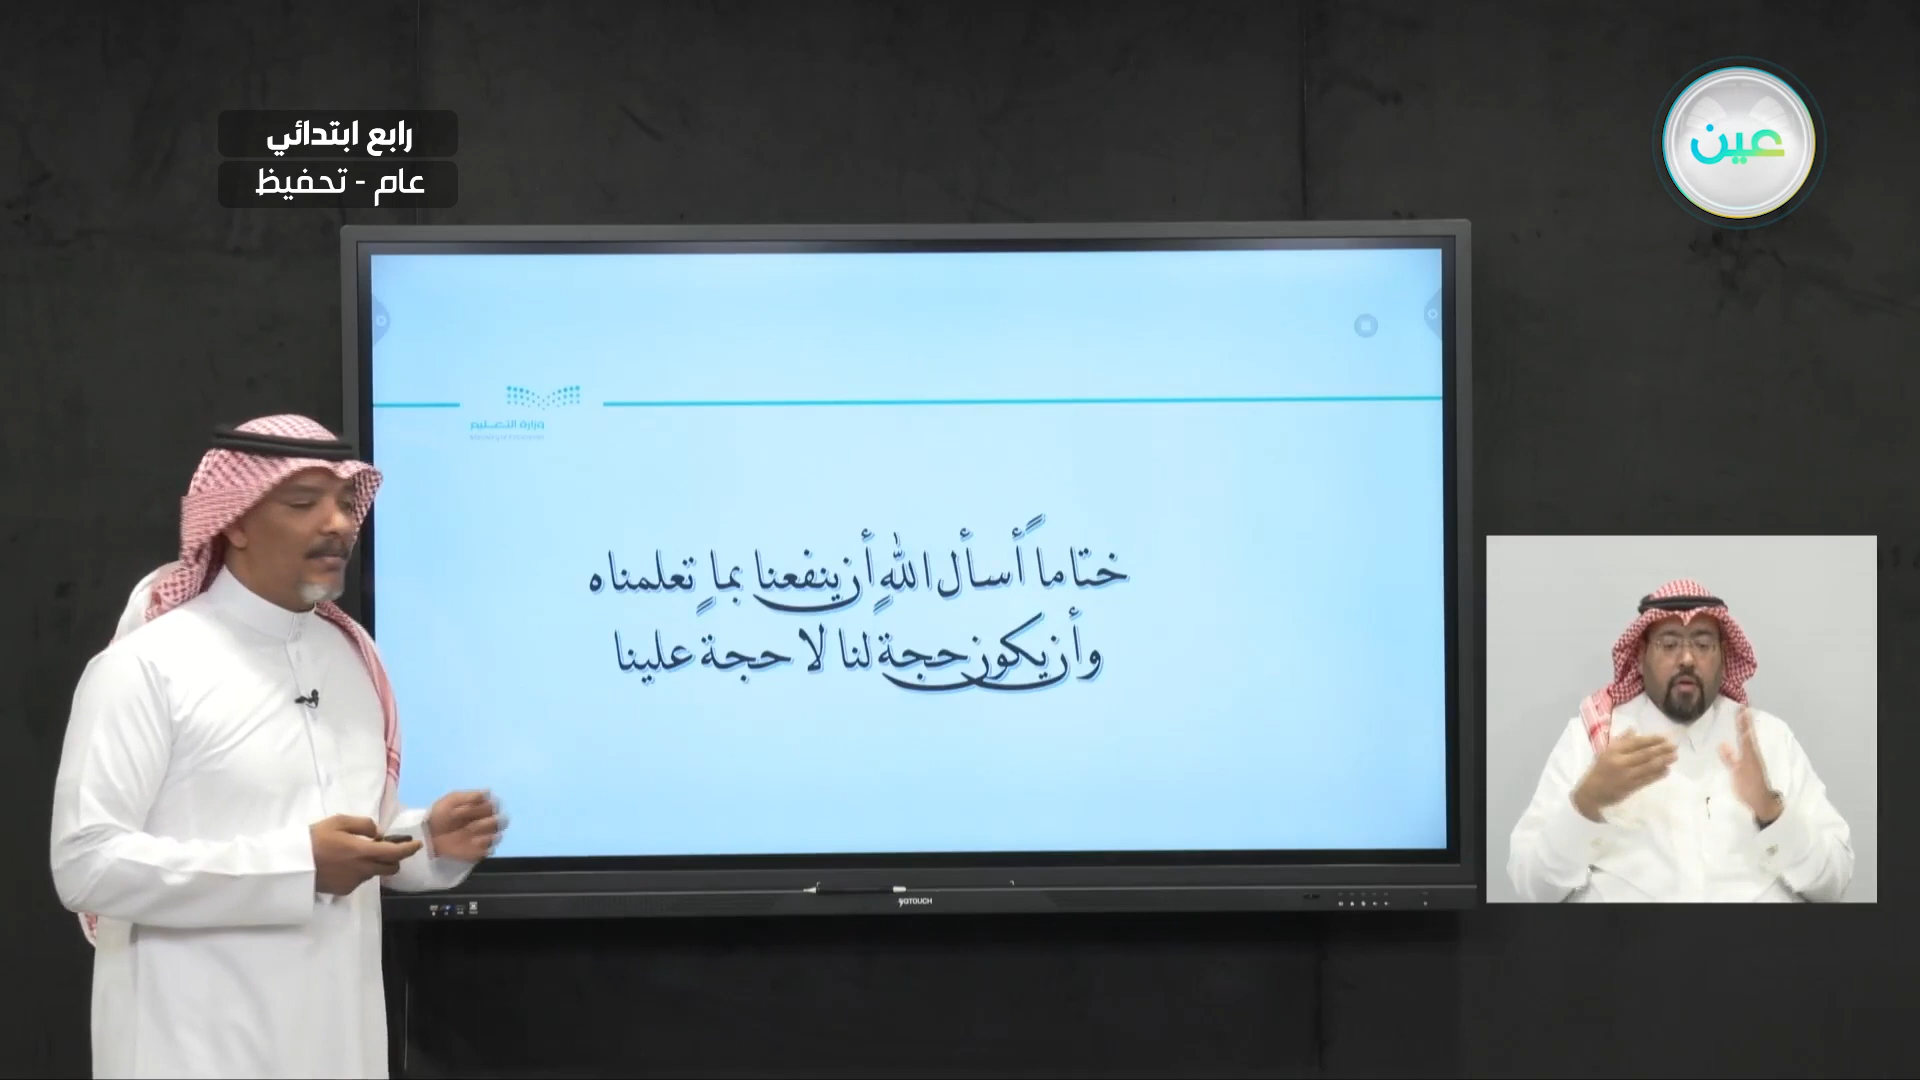 رابع ابتدائي
عام - تحفيظ
عين
وزارة التعليم
ختاماً أسأل الله أن ينفعنا بما تعلمناه
وأن يكون حجة لنا لا حجة علينا